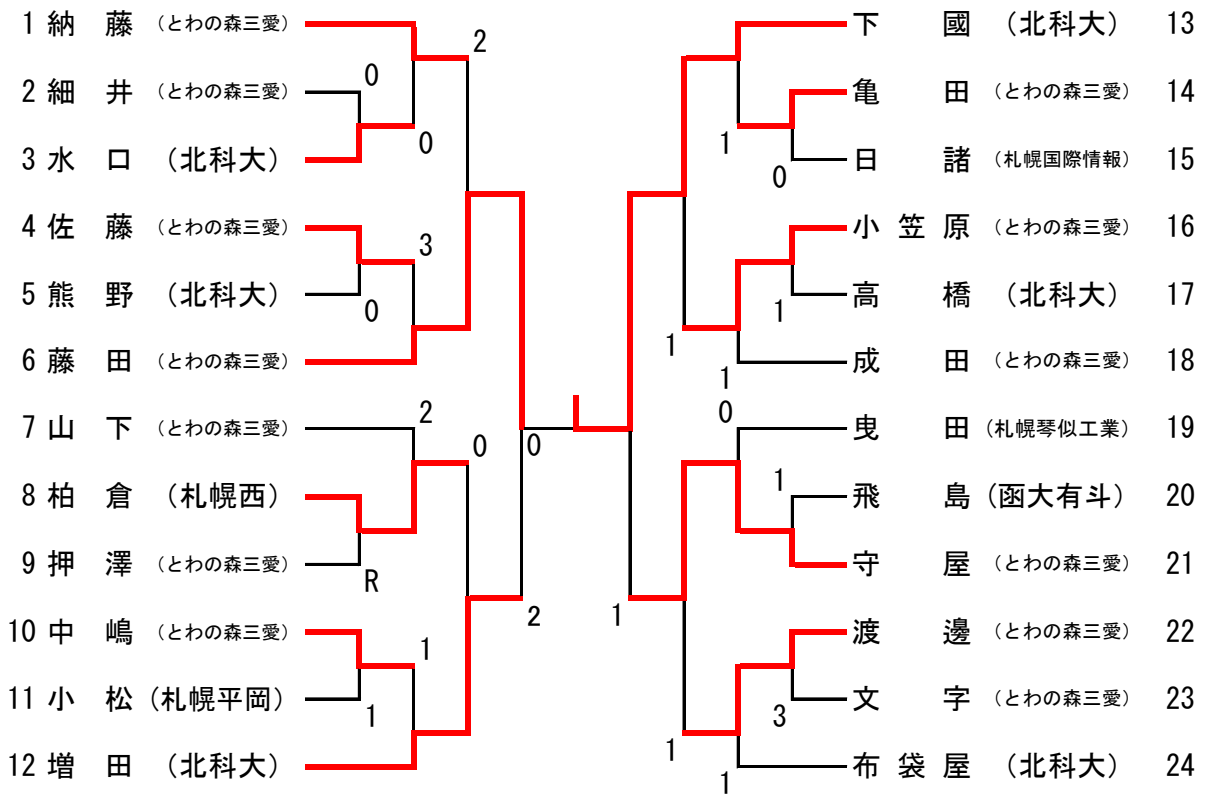 1 納 藤 (とわの森三愛)
2 細 井 (とわの森三愛)
3 水 口 (北科大)
4 佐 藤 (とわの森三愛)
5 熊 野 (北科大)
6 藤 田 (とわの森三愛)
7 山 下 (とわの森三愛)
8 柏 倉 (札幌西)
9 押 澤 (とわの森三愛)
10 中 嶋 (とわの森三愛)
11 小 松 (札幌平岡)
12 増 田 (北科大)
2
0
0
3
0
2
0
R
1
1
0
2
2
1
0
1
1
1
0
1
1
3
1
1
下 國 (北科大) 13
亀 田 (とわの森三愛) 14
日 諸 (札幌国際情報) 15
小 笠 原 (とわの森三愛) 16
高 橋 (北科大) 17
成 田 (とわの森三愛) 18
曳 田 (札幌琴似工業) 19
飛 島 (函大有斗) 20
守 屋 (とわの森三愛) 21
渡 邊 (とわの森三愛) 22
文 字 (とわの森三愛) 23
布 袋 屋 (北科大) 24